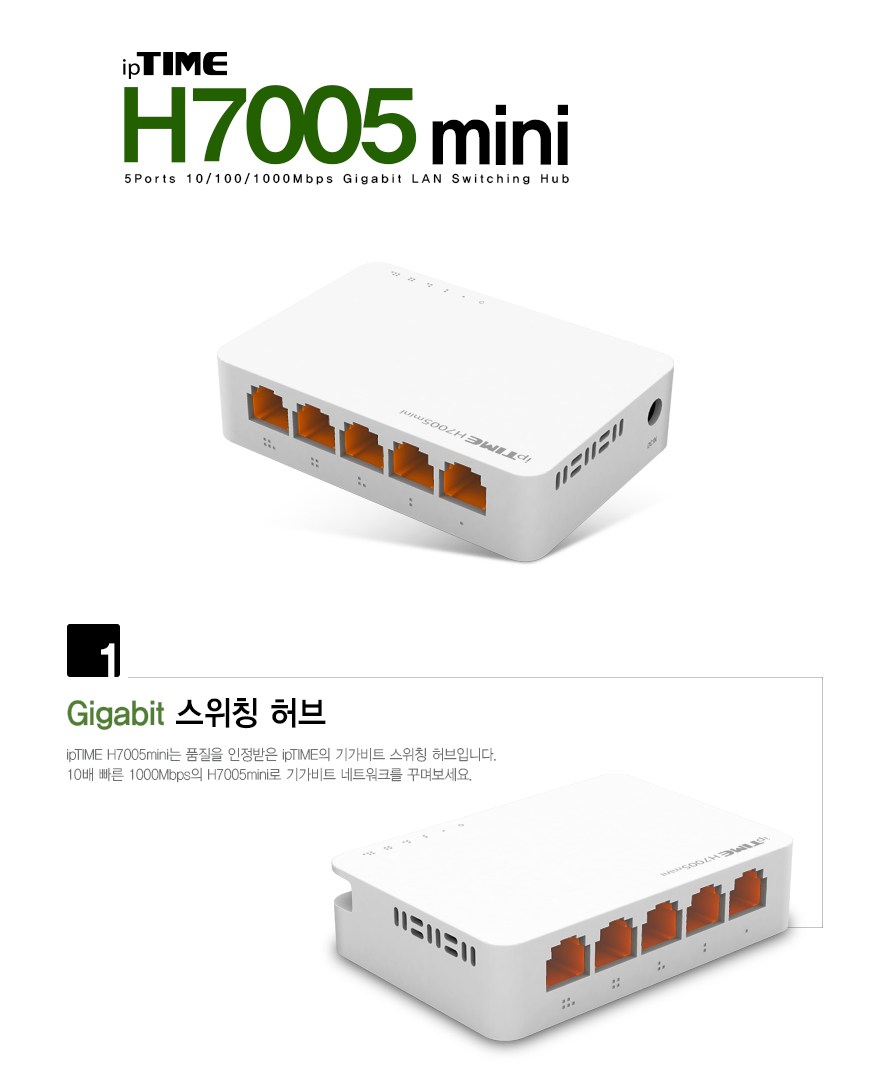 ipTIME
H7005 mini
5Ports 10/100/1000Mbps Gigabit LAN Switching Hub
ipTIME H7005mini
1
Gigabit 스위칭 허브
ipTIME H7005mini는 품질을 인정받은 ipTIME의 기가비트 스위칭 허브입니다.
10배 빠른 1000Mbps의 H7005mini로 기가비트 네트워크를 꾸며보세요.
ipTIME H7005mini